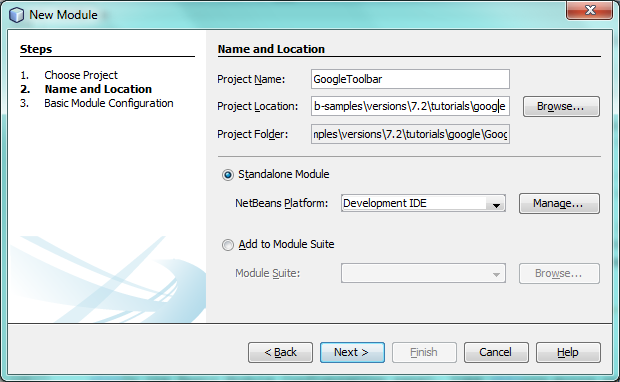 New Module
Steps
1. Choose Project
2. Name and Location
3. Basic Module Configuration
Name and Location
Project Name: GoogleToolbar
Project Location: b-samples\versions\7.2\tutorials\google Browse...
Project Folder: nples\versions\7.2\tutorials\google\Goog
Standalone Module
NetBeans Platform: Development IDE Manage...
Add to Module Suite
Module Suite: Browse...
< Back Next > Finish Cancel Help